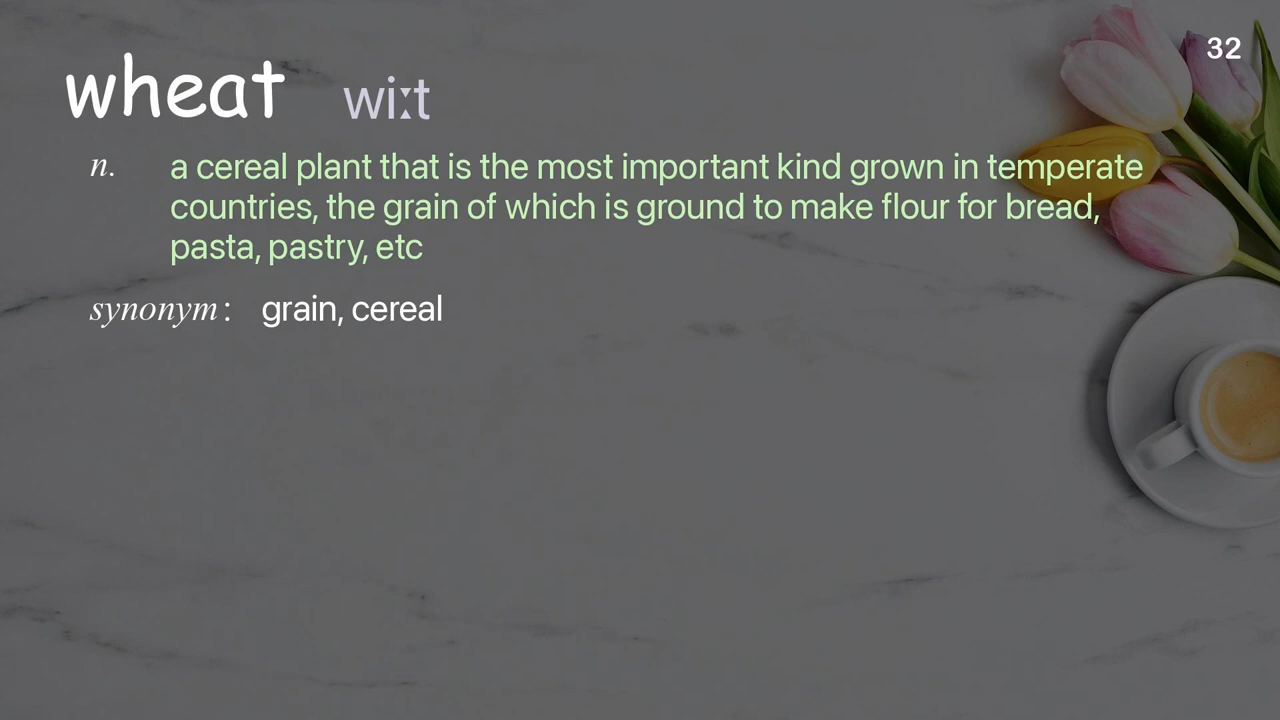 32
wheat wiːt
n. a cereal plant that is the most important kind grown in temperate
countries, the grain of which is ground to make flour for bread,
pasta, pastry, etc
synonym: grain, cereal